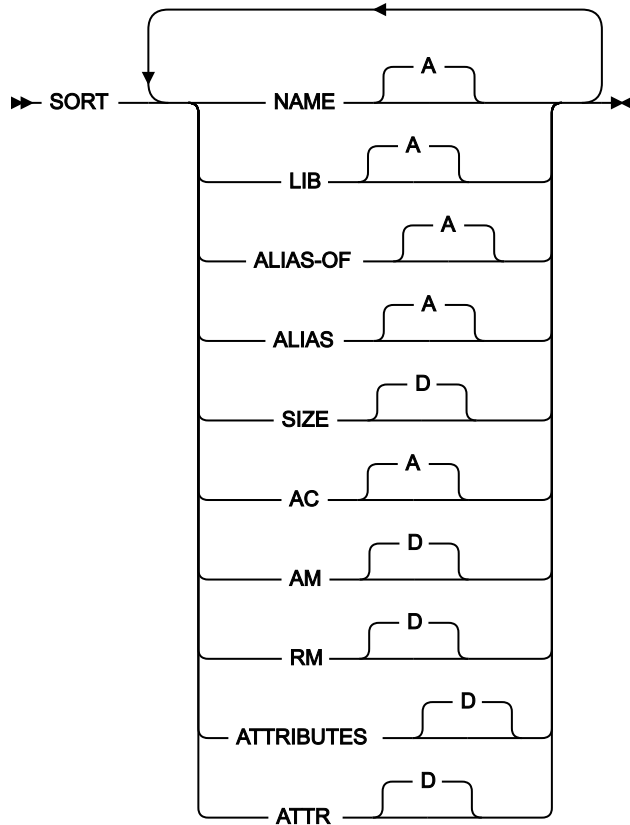 A
SORT NAME
A
LIB
A
ALIAS-OF
A
ALIAS
D
SIZE
A
AC
D
AM
D
RM
D
ATTRIBUTES
D
ATTR